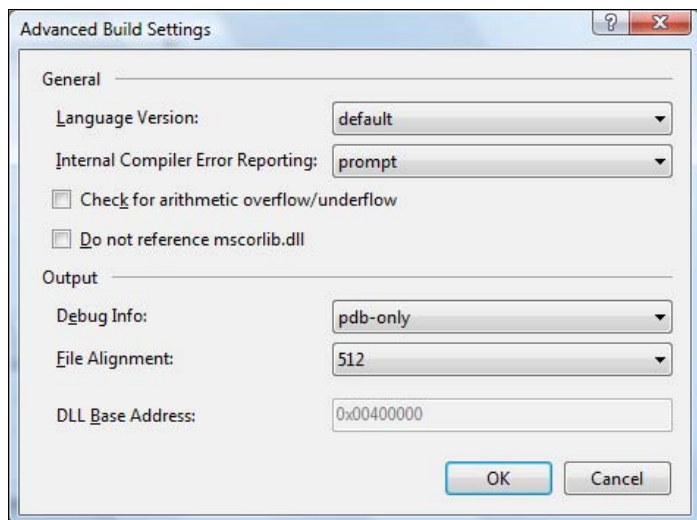 Advanced Build Settings
General
Language Version: default
Internal Compiler Error Reporting: prompt
Check for arithmetic overflow/underflow
Do not reference mscorlib.dll
Output
Debug Info: pdb-only
File Alignment: 512
DLL Base Address: 0x00400000
OK Cancel